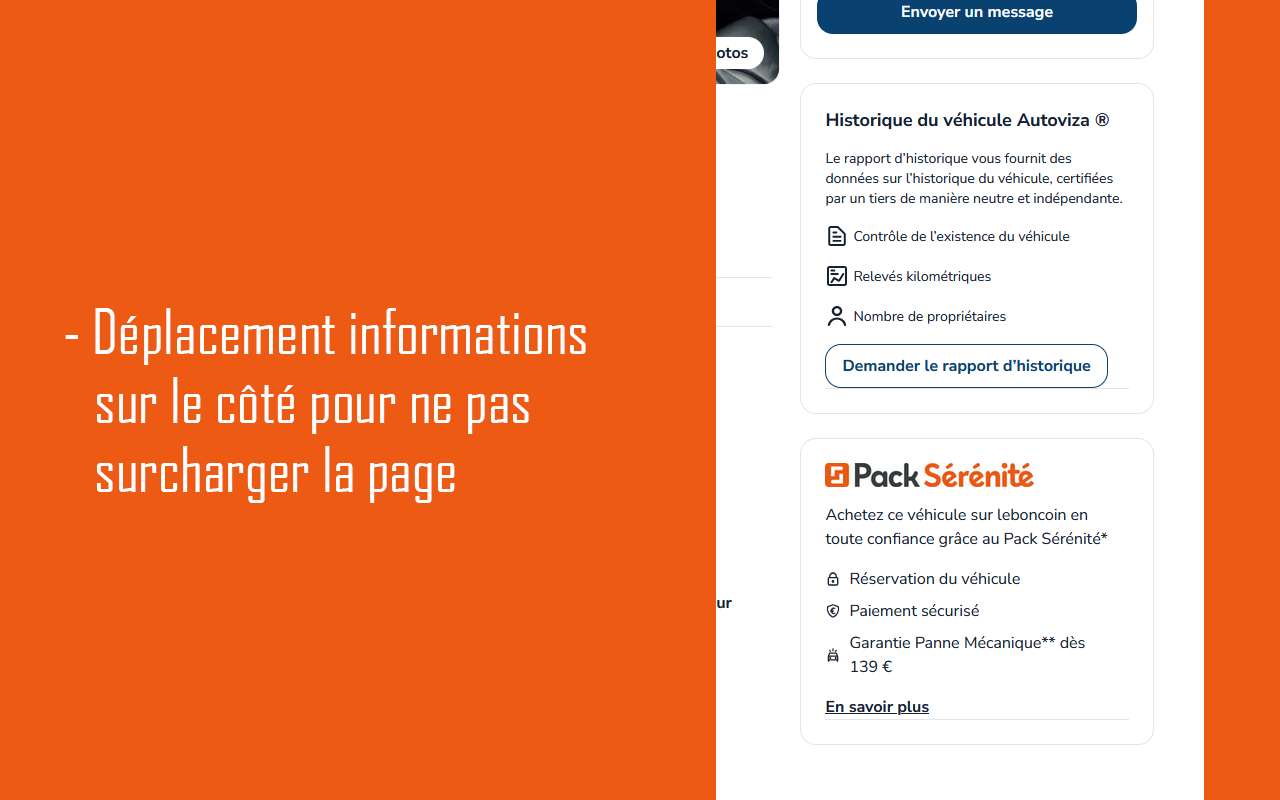 - Déplacement informations
sur le côté pour ne pas
surcharger la page
otos
ur
Envoyer un message
Historique du véhicule Autoviza ®
Le rapport d’historique vous fournit des
données sur l’historique du véhicule, certifiées
par un tiers de manière neutre et indépendante.
Contrôle de l’existence du véhicule
Relevés kilométriques
Nombre de propriétaires
Demander le rapport d’historique
Pack Sérénité
Achetez ce véhicule sur leboncoin en
toute confiance grâce au Pack Sérénité*
Réservation du véhicule
Paiement sécurisé
Garantie Panne Mécanique** dès
139 €
En savoir plus